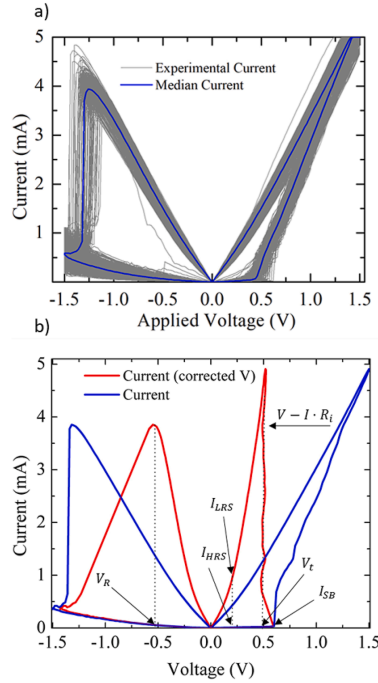 a)
Experimental Current
Median Current
Current (mA)
5
4
3
2
1
-1.5 -1.0 -0.5 0.0 0.5 1.0 1.5
Applied Voltage (V)
b)
Current (corrected V)
Current
V − I · R_i
I_LRS
I_HRS
V_R
V_t
I_SB
Current (mA)
5
4
3
2
1
0
-1.5 -1.0 -0.5 0.0 0.5 1.0 1.5
Voltage (V)